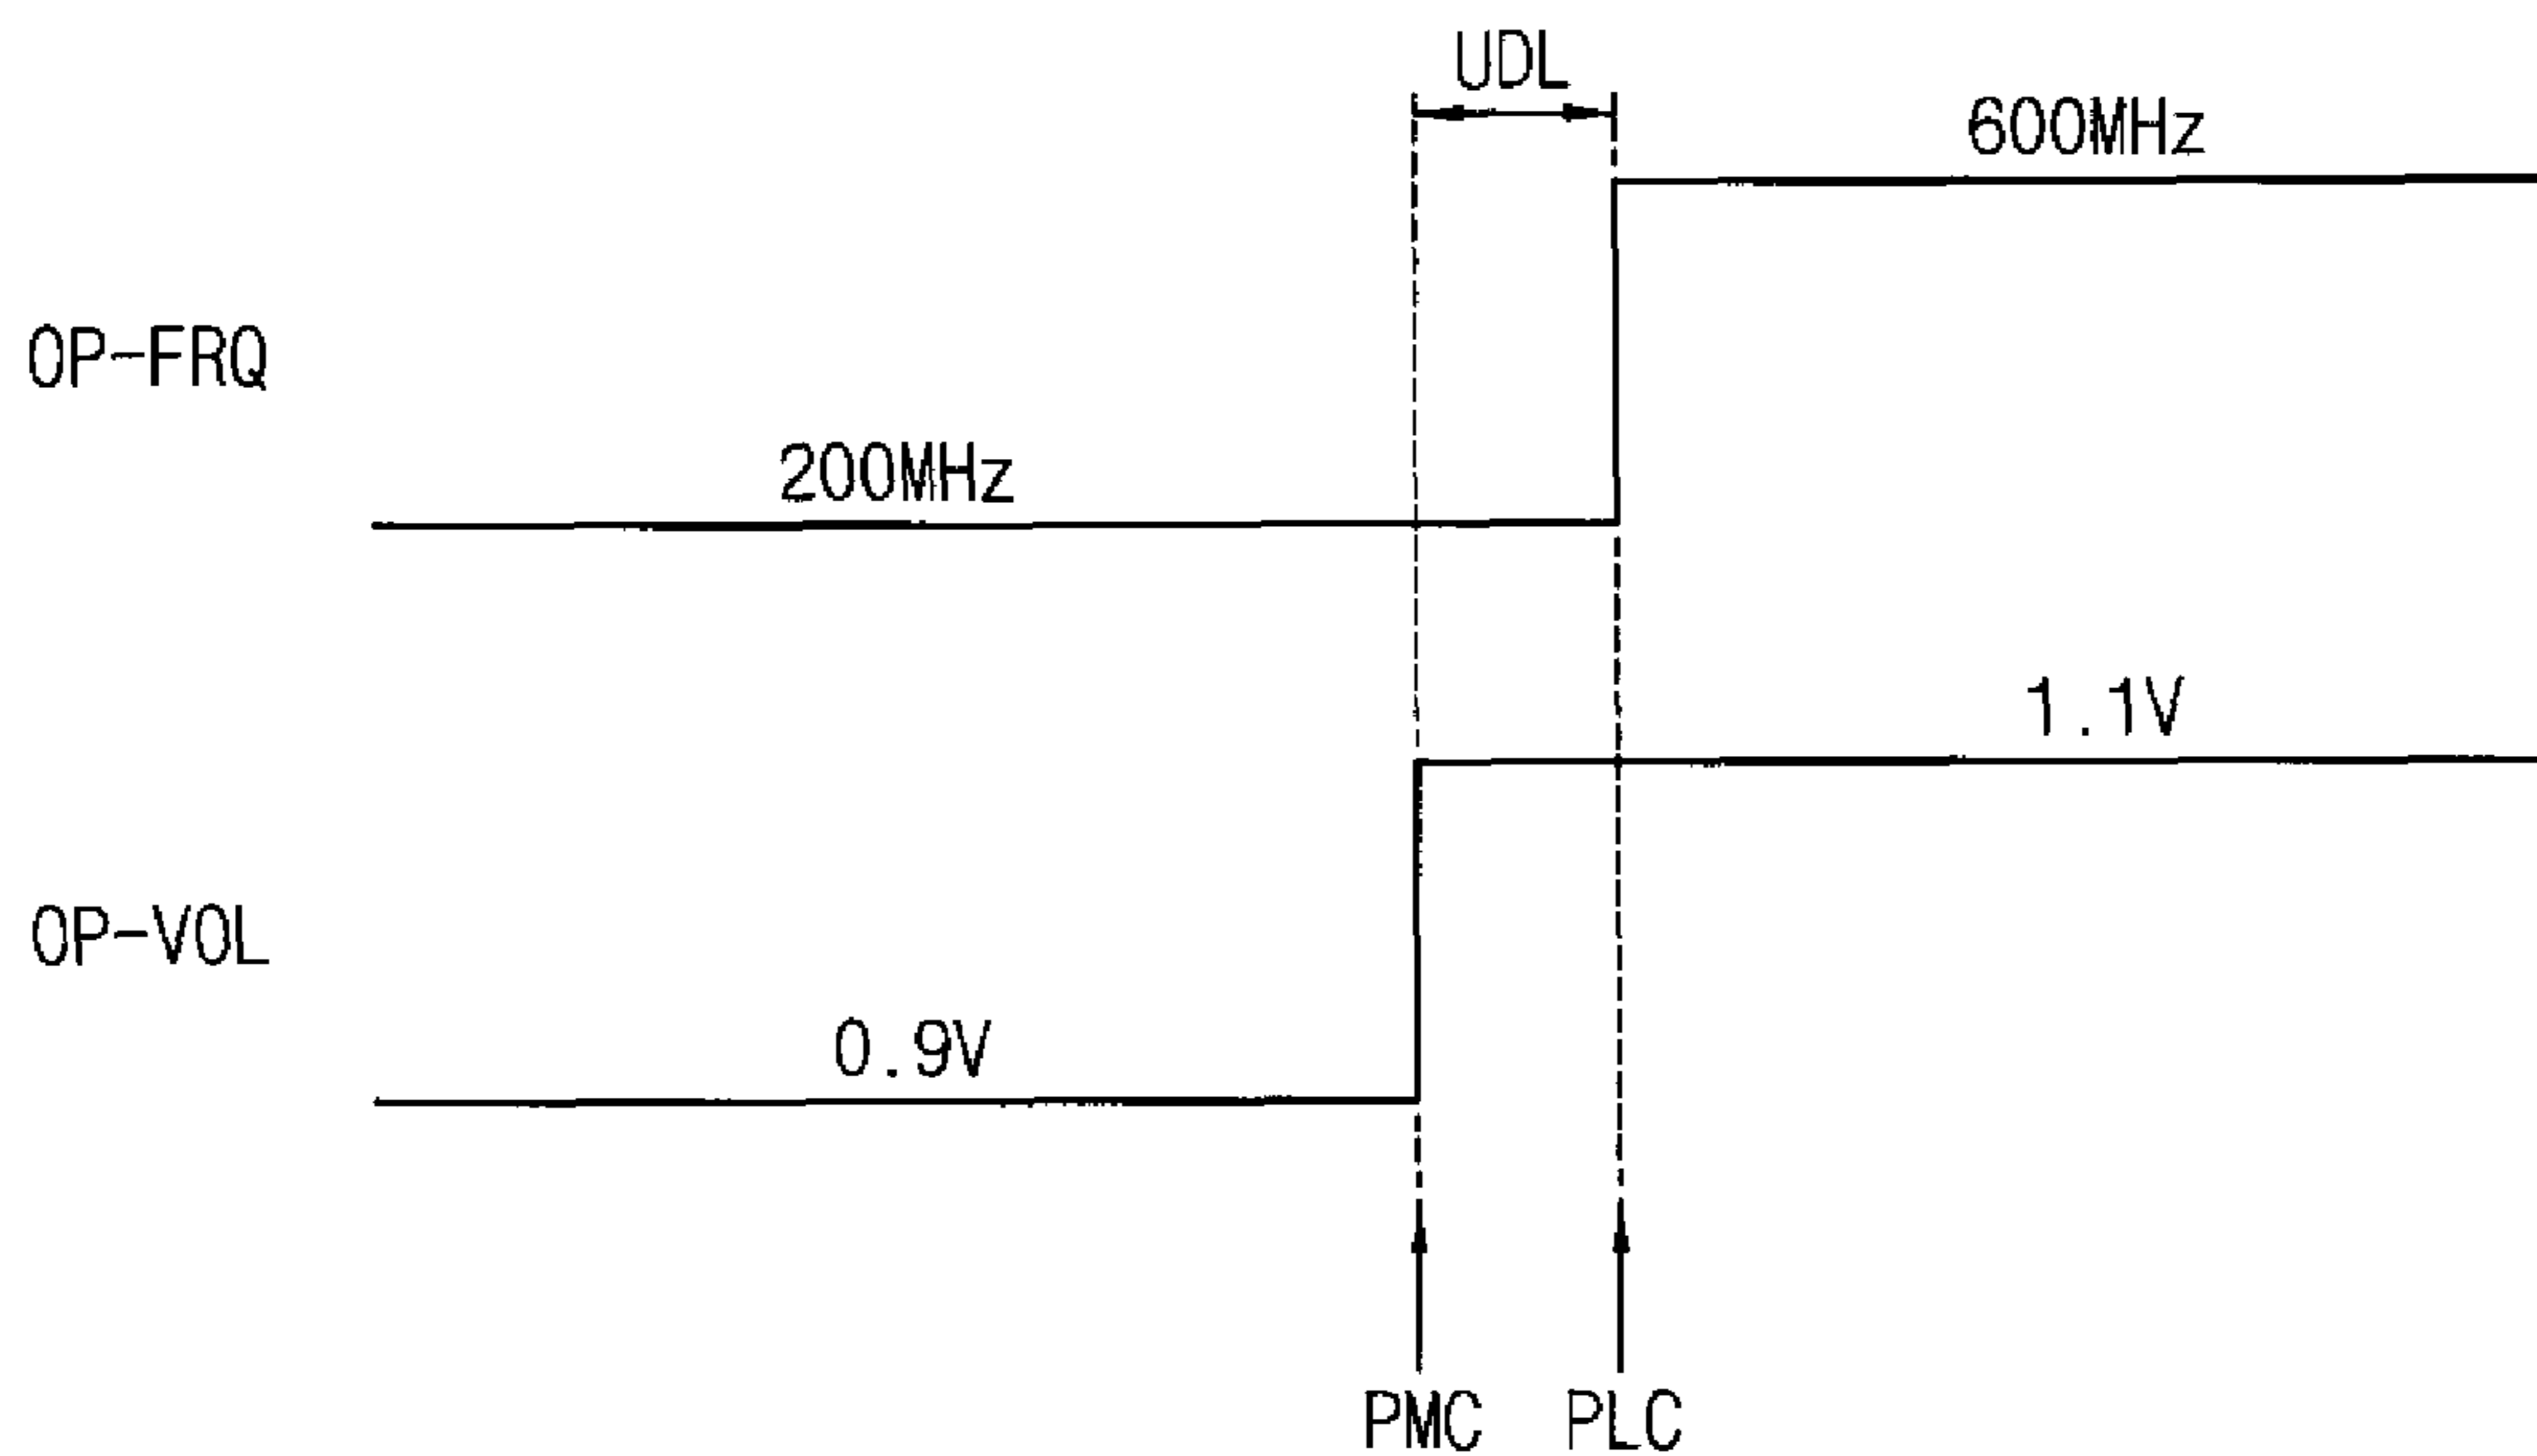 UDL
600MHz
OP-FRQ
200MHz
1.1V
OP-VOL
0.9V
PMC PLC